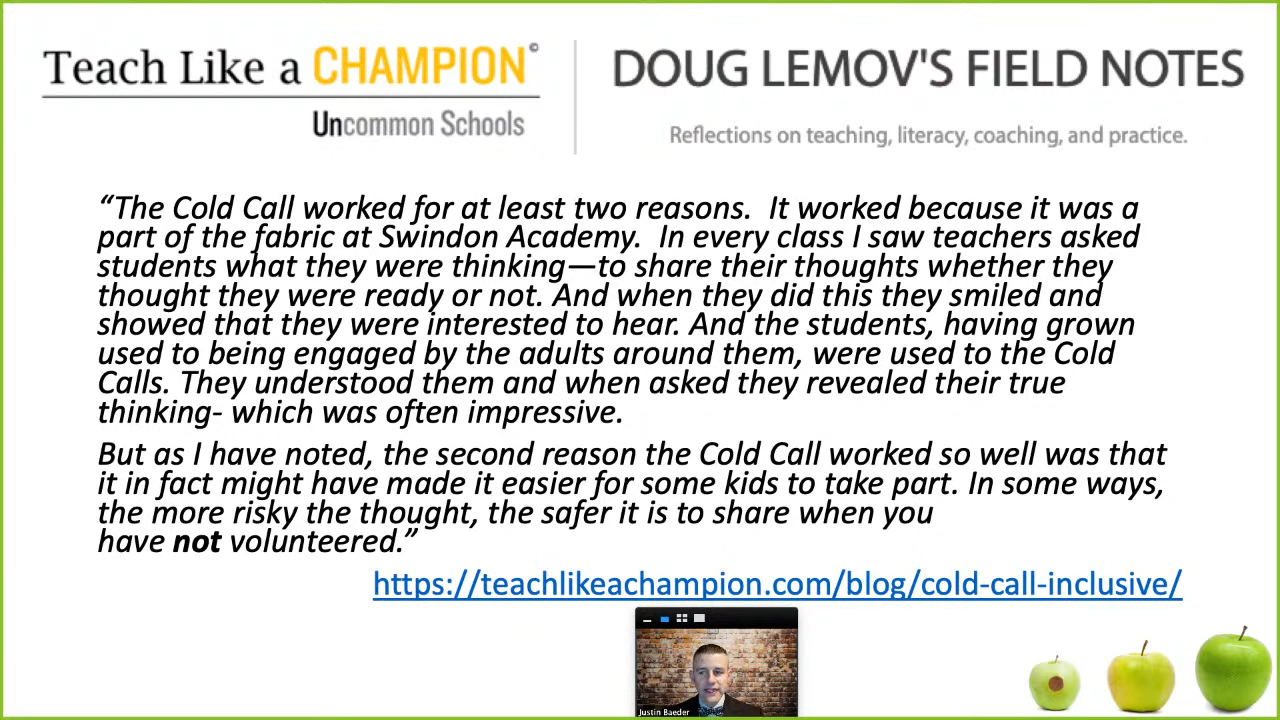 Teach Like a CHAMPION©
Uncommon Schools
DOUG LEMOV'S FIELD NOTES
Reflections on teaching, literacy, coaching, and practice.
“The Cold Call worked for at least two reasons.  It worked because it was a
part of the fabric at Swindon Academy.  In every class I saw teachers asked
students what they were thinking—to share their thoughts whether they
thought they were ready or not. And when they did this they smiled and
showed that they were interested to hear. And the students, having grown
used to being engaged by the adults around them, were used to the Cold
Calls. They understood them and when asked they revealed their true
thinking- which was often impressive.
But as I have noted, the second reason the Cold Call worked so well was that
it in fact might have made it easier for some kids to take part. In some ways,
the more risky the thought, the safer it is to share when you
have not volunteered.”
https://teachlikeachampion.com/blog/cold-call-inclusive/
Justin Baeder